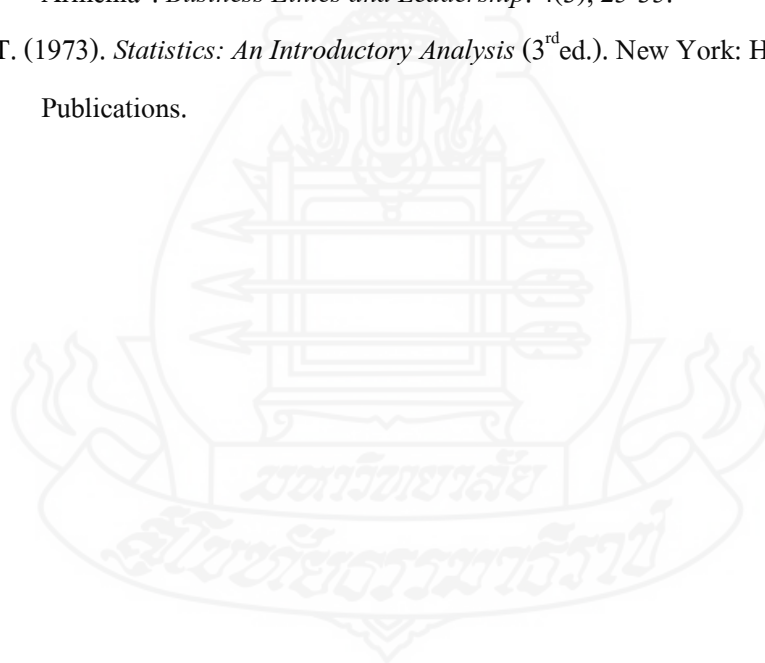 Business Ethics and Leadership. 4(3), 25-35.
T. (1973). Statistics: An Introductory Analysis (3rd ed.). New York: H
Publications.
มหาวิทยาลัย
สุโขทัยธรรมาธิราช